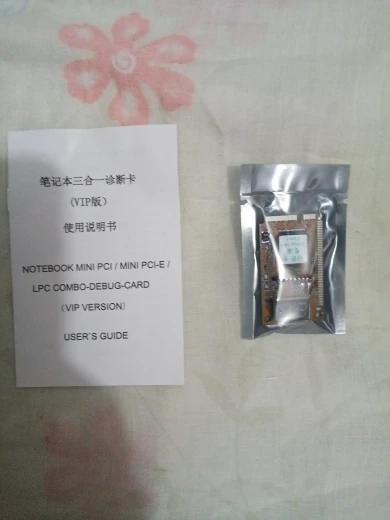 笔记本三合一诊断卡
（VIP版）
使用说明书
NOTEBOOK MINI PCI / MINI PCI-E /
LPC COMBO-DEBUG-CARD
（VIP VERSION）
USER`S GUIDE